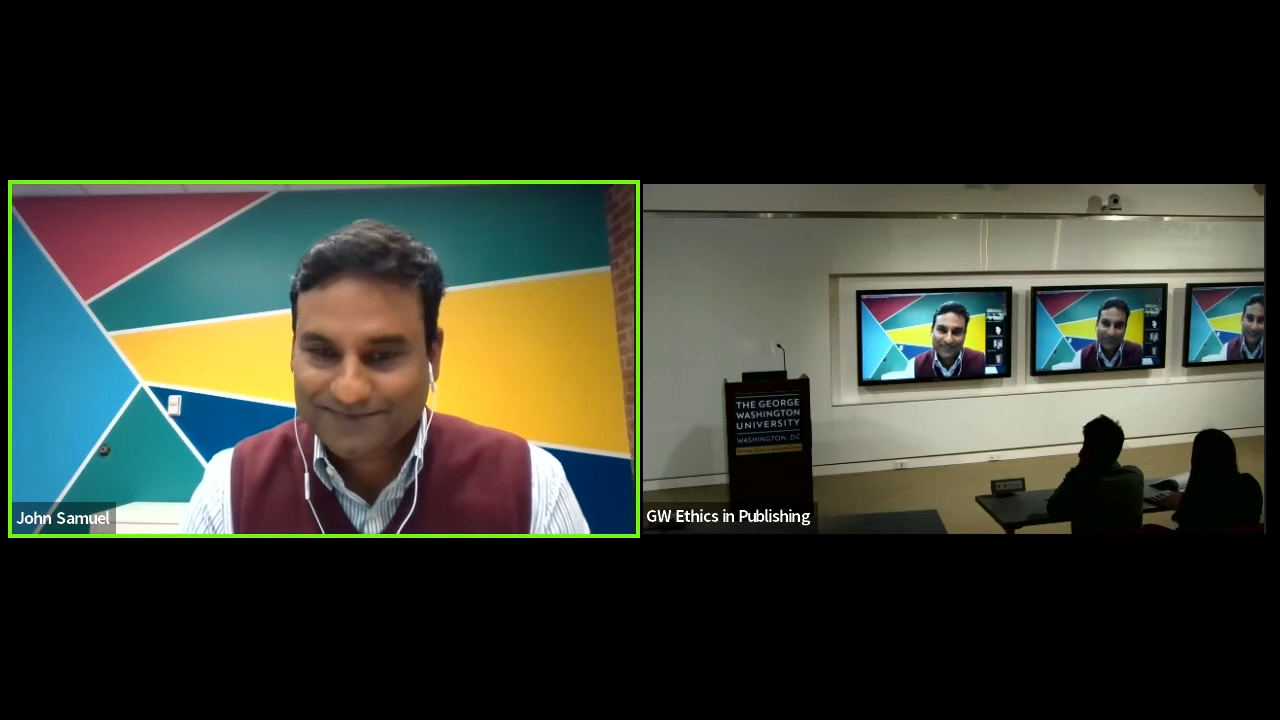 John Samuel
THE GEORGE
WASHINGTON
UNIVERSITY
WASHINGTON, DC
GW Ethics in Publishing